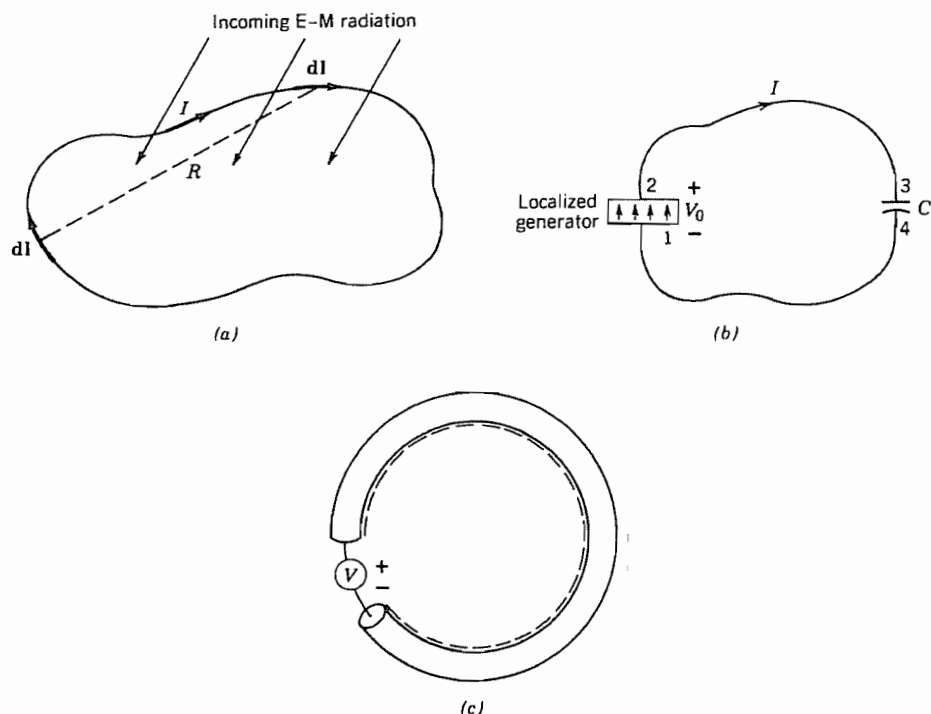 Incoming E-M radiation
dl
I
R
dl
(a)
I
2
+
3
Localized
generator
V0
C
1
−
4
(b)
V
+
−
(c)